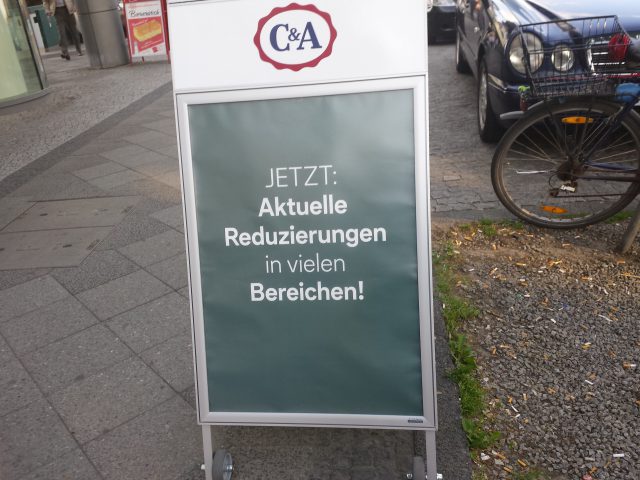 C&A
JETZT:
Aktuelle
Reduzierungen
in vielen
Bereichen!